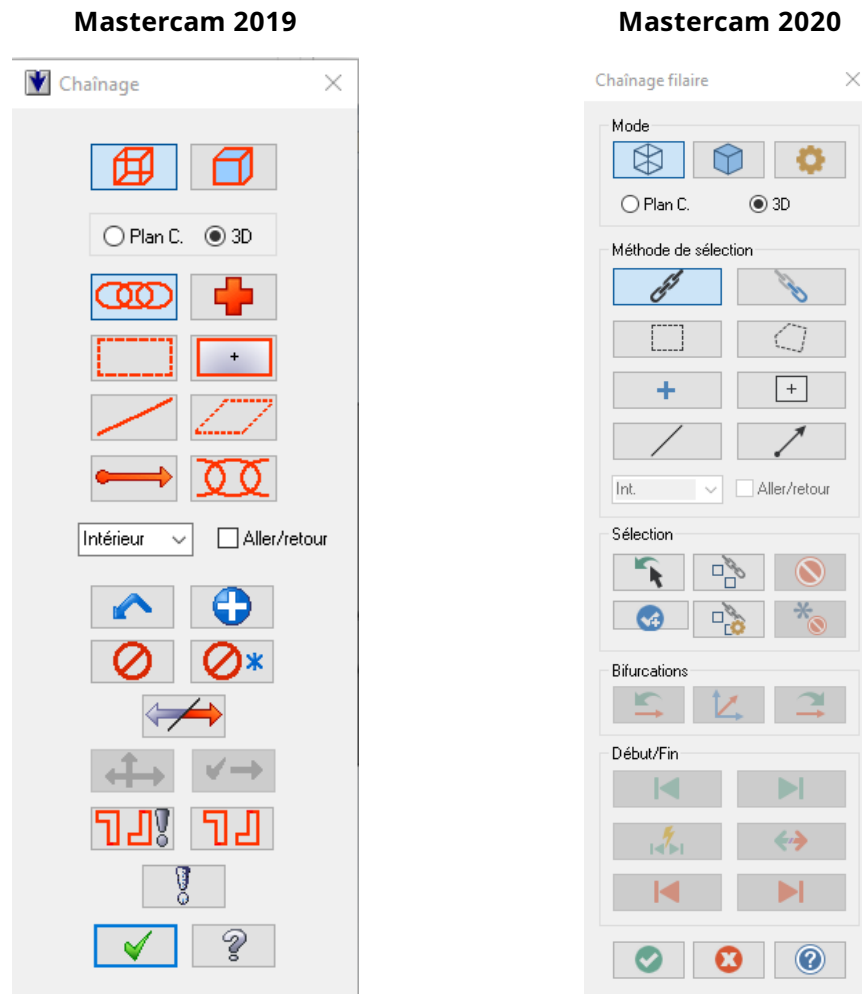 Mastercam 2019
Chaînage
Plan C. 3D
Intérieur Aller/retour
Mastercam 2020
Chaînage filaire
Mode
Plan C. 3D
Méthode de sélection
Int. Aller/retour
Sélection
Bifurcations
Début/Fin